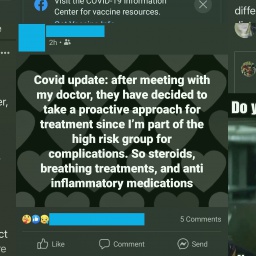 Visit the COVID-19 Information
Center for vaccine resources.
2h
Covid update: after meeting with
my doctor, they have decided to
take a proactive approach for
treatment since I'm part of the
high risk group for
complications. So steroids,
breathing treatments, and anti
inflammatory medications
5 Comments
Like
Comment
Send
diffe
Do y
er,
ct
re